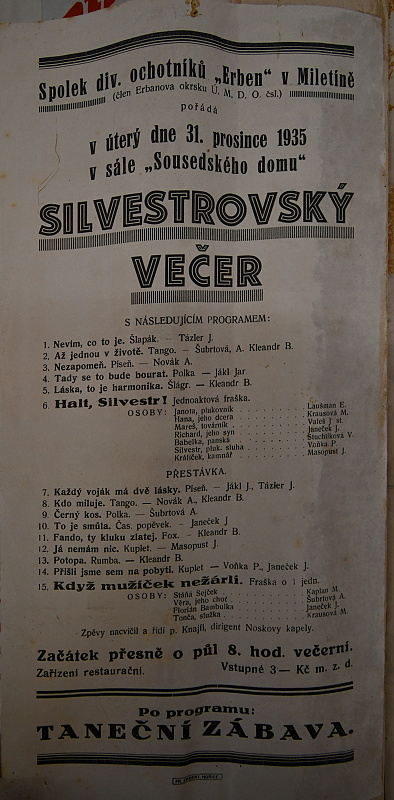 Spolek div. ochotníků „Erben“ v Miletíně
(člen Erbanova okrsku Ú. M. D. O. čsl.)
pořádá
v úterý dne 31. prosince 1935
v sále „Sousedského domu“
SILVESTROVSKÝ
VEČER
S NÁSLEDUJÍCÍM PROGRAMEM:
1. Nevím, co to je. Šlapák. — Tázler J.
2. Až jednou v životě. Tango. — Šubrtová, A. Kleandr B.
3. Nezapomeň. Píseň. — Novák A.
4. Tady se to bude bourat. Polka — Jákl Jar
5. Láska, to je harmonika. Šlágr. — Kleandr B.
6. Halt, Silvestr! Jednoaktová fraška.
OSOBY: Janota, plukovník Laušman E.
Hana, jeho dcera Krausová M.
Mareš, továrník Valeš J st.
Richard, jeho syn Janeček J.
Babelka, panská Stuchlíková V.
Silvestr, pluk. sluha Voňka P.
Králíček, kamnář Masopust J.
PŘESTÁVKA.
7. Každý voják má dvě lásky. Píseň. — Jákl J., Tázler J.
8. Kdo miluje. Tango. — Novák A., Kleandr B.
9. Černý kos. Polka. — Šubrtová A.
10. To je smůla. Čas. popěvek. — Janeček J
11. Fando, ty kluku zlatej. Fox. - Kleandr B.
12. Já nemám nic. Kuplet. — Masopust J.
13. Potopa. Rumba. — Kleandr B.
14. Přišli jsme sem na pobyt. Kuplet — Voňka P., Janeček J.
15. Když mužíček nežárlí. Fraška o 1 jedn.
OSOBY: Stáňa Sejček Kaplan M.
Věra, jeho choť Šubrtová A.
Florián Bambulka Janeček J.
Tonča, služka Krausová M.
Zpěvy nacvičil a řídí p. Knajfl, dirigent Noskovy kapely.
Začátek přesně o půl 8. hod. večerní.
Zařízení restaurační. Vstupné 3— Kč m. z. d.
Po programu:
TANEČNÍ ZÁBAVA.